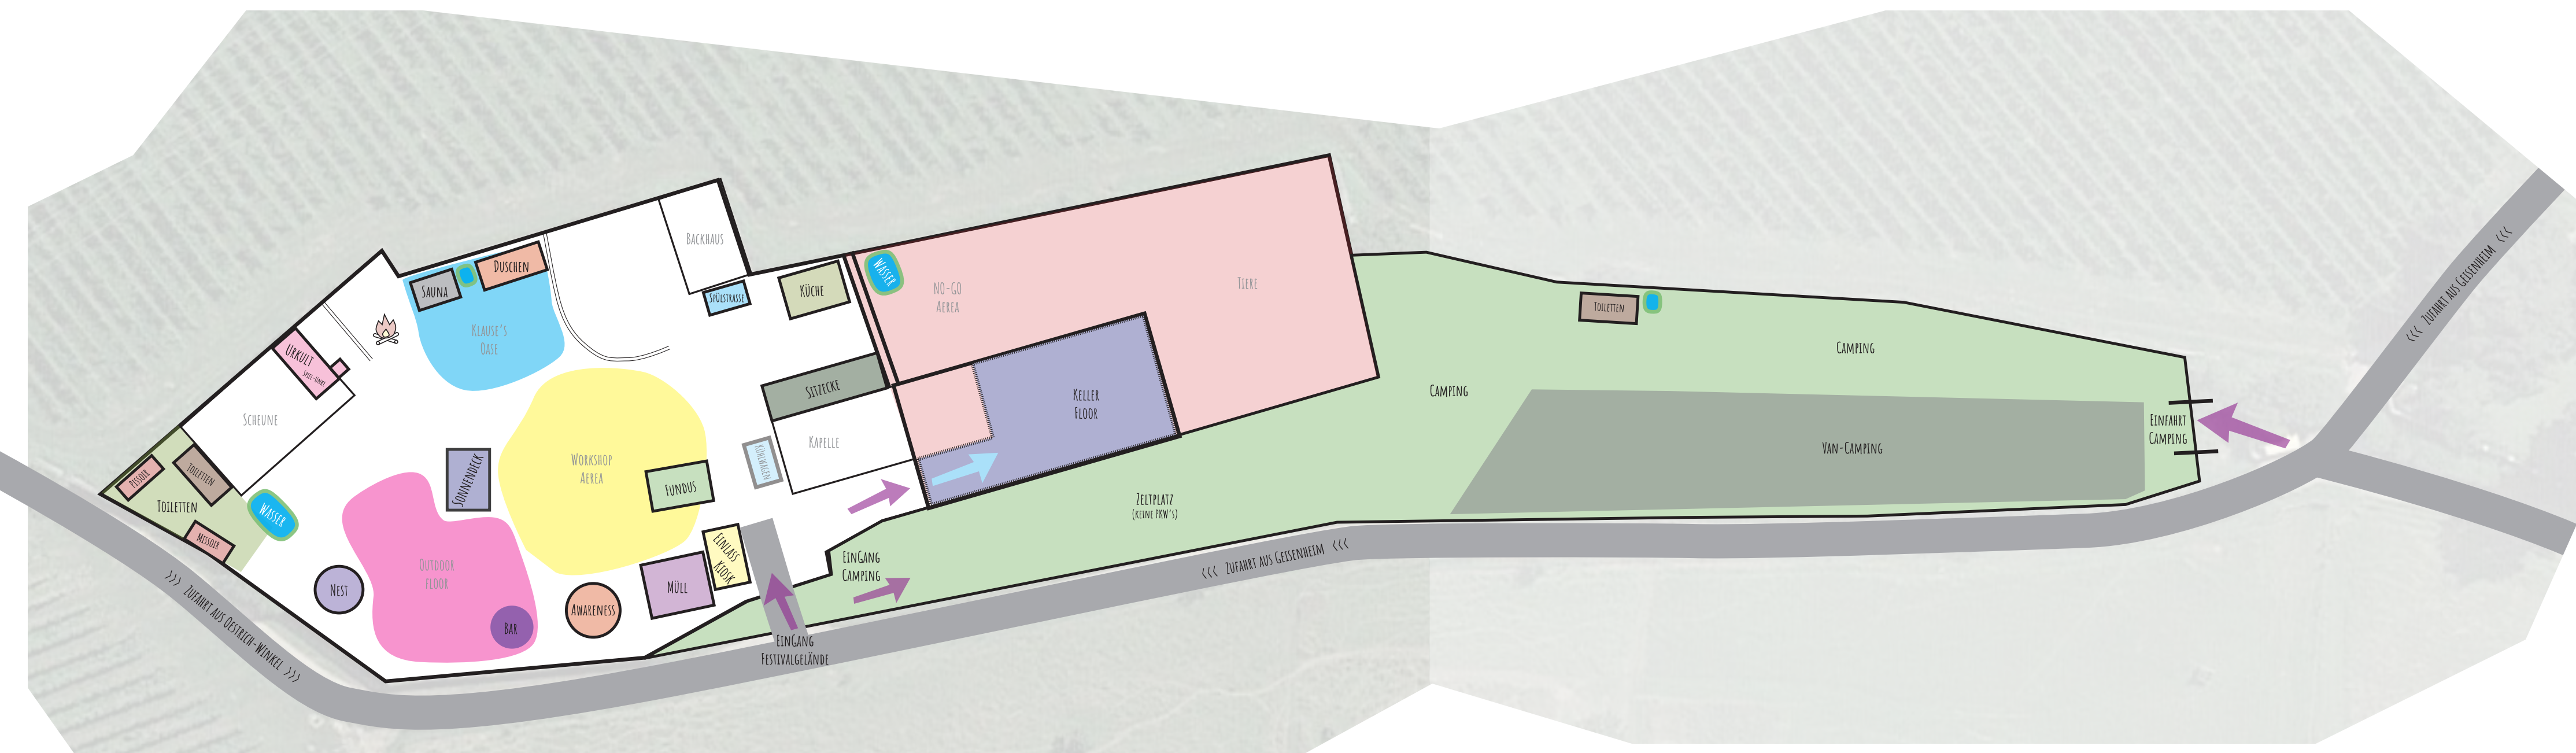 Backhaus
Duschen
Sauna
Spülstrasse
Küche
Wasser
No-Go
Aerea
Tiere
Toiletten
Klause's
Oase
Urkult
Spiel-unke
Camping
Camping
Keller
Floor
Sitzecke
Scheune
Kapelle
Einfahrt
Camping
Van-Camping
Workshop
Aerea
Kühlwagen
Sonnendeck
Fundus
Pissoir
Toiletten
Toiletten
Wasser
Missoir
Zeltplatz
(keine PKW's)
Einlass
Kiosk
EinGang
Camping
Outdoor
Floor
Nest
Müll
Awareness
Bar
EinGang
Festivalgelände
>>> Zufahrt aus Oestrich-Winkel >>>
<<< Zufahrt aus Geisenheim <<<
<<< Zufahrt aus Geisenheim <<<